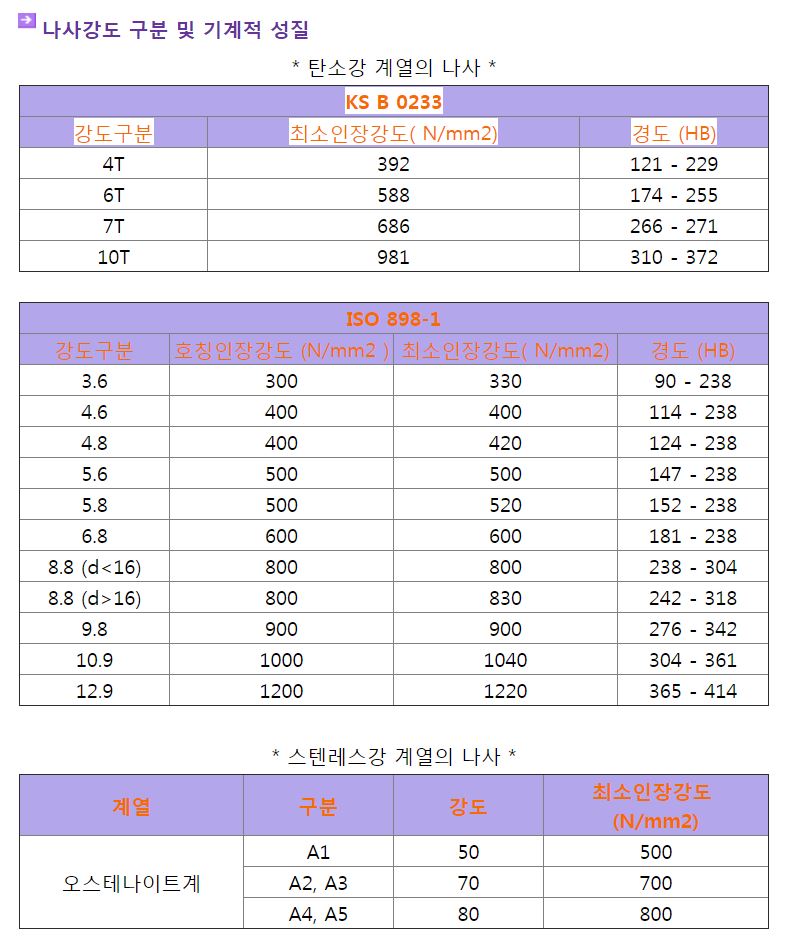 나사강도 구분 및 기계적 성질
* 탄소강 계열의 나사 *
KS B 0233
강도구분 최소인장강도( N/mm2) 경도 (HB)
4T 392 121 - 229
6T 588 174 - 255
7T 686 266 - 271
10T 981 310 - 372
ISO 898-1
강도구분 호칭인장강도 (N/mm2 ) 최소인장강도( N/mm2) 경도 (HB)
3.6 300 330 90 - 238
4.6 400 400 114 - 238
4.8 400 420 124 - 238
5.6 500 500 147 - 238
5.8 500 520 152 - 238
6.8 600 600 181 - 238
8.8 (d<16) 800 800 238 - 304
8.8 (d>16) 800 830 242 - 318
9.8 900 900 276 - 342
10.9 1000 1040 304 - 361
12.9 1200 1220 365 - 414
* 스텐레스강 계열의 나사 *
계열 구분 강도 최소인장강도
(N/mm2)
오스테나이트계
A1 50 500
A2, A3 70 700
A4, A5 80 800